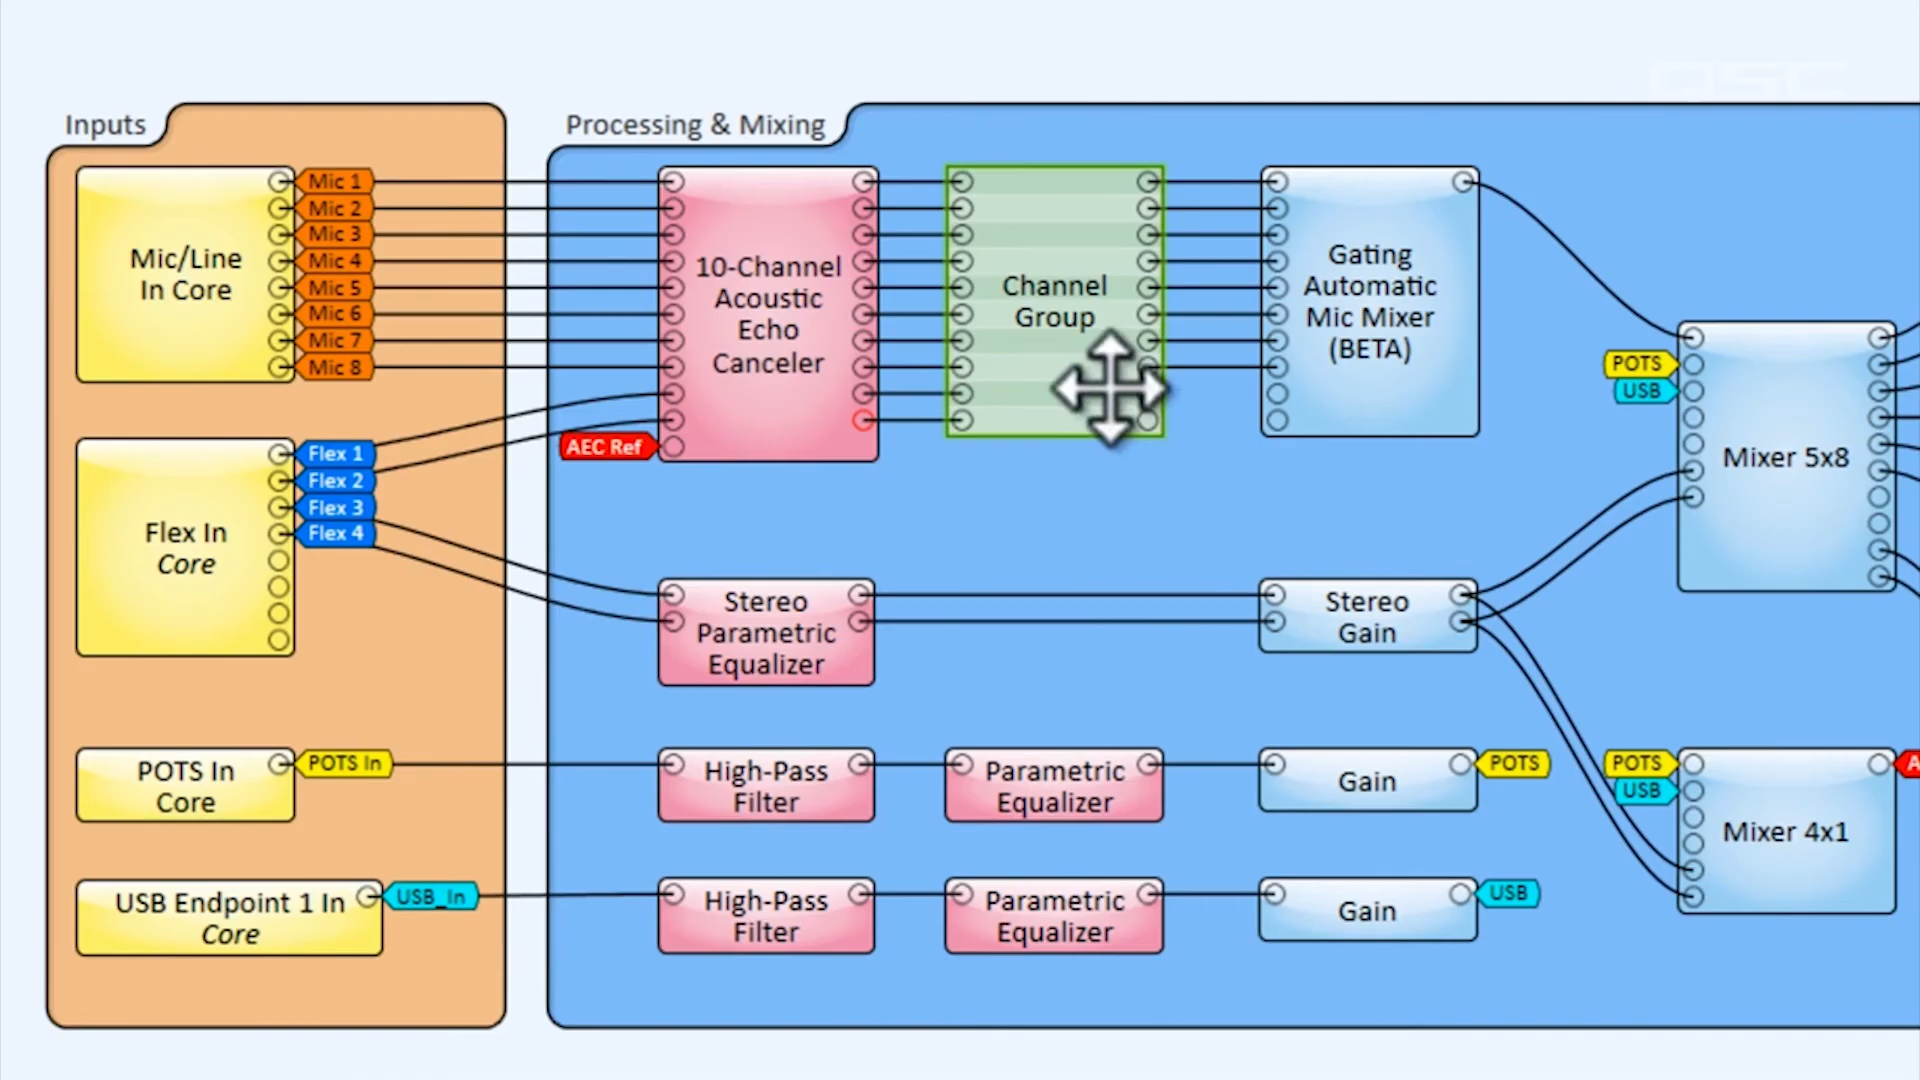 QSC
Inputs
Processing & Mixing
Mic/Line
In Core
Mic 1
Mic 2
Mic 3
Mic 4
Mic 5
Mic 6
Mic 7
Mic 8
10-Channel
Acoustic
Echo
Canceler
AEC Ref
Channel
Group
Gating
Automatic
Mic Mixer
(BETA)
POTS
USB
Mixer 5x8
Flex In
Core
Flex 1
Flex 2
Flex 3
Flex 4
Stereo
Parametric
Equalizer
Stereo
Gain
POTS In
Core
POTS In
High-Pass
Filter
Parametric
Equalizer
Gain
POTS
POTS
USB
Mixer 4x1
A
USB Endpoint 1 In
Core
USB_In
High-Pass
Filter
Parametric
Equalizer
Gain
USB